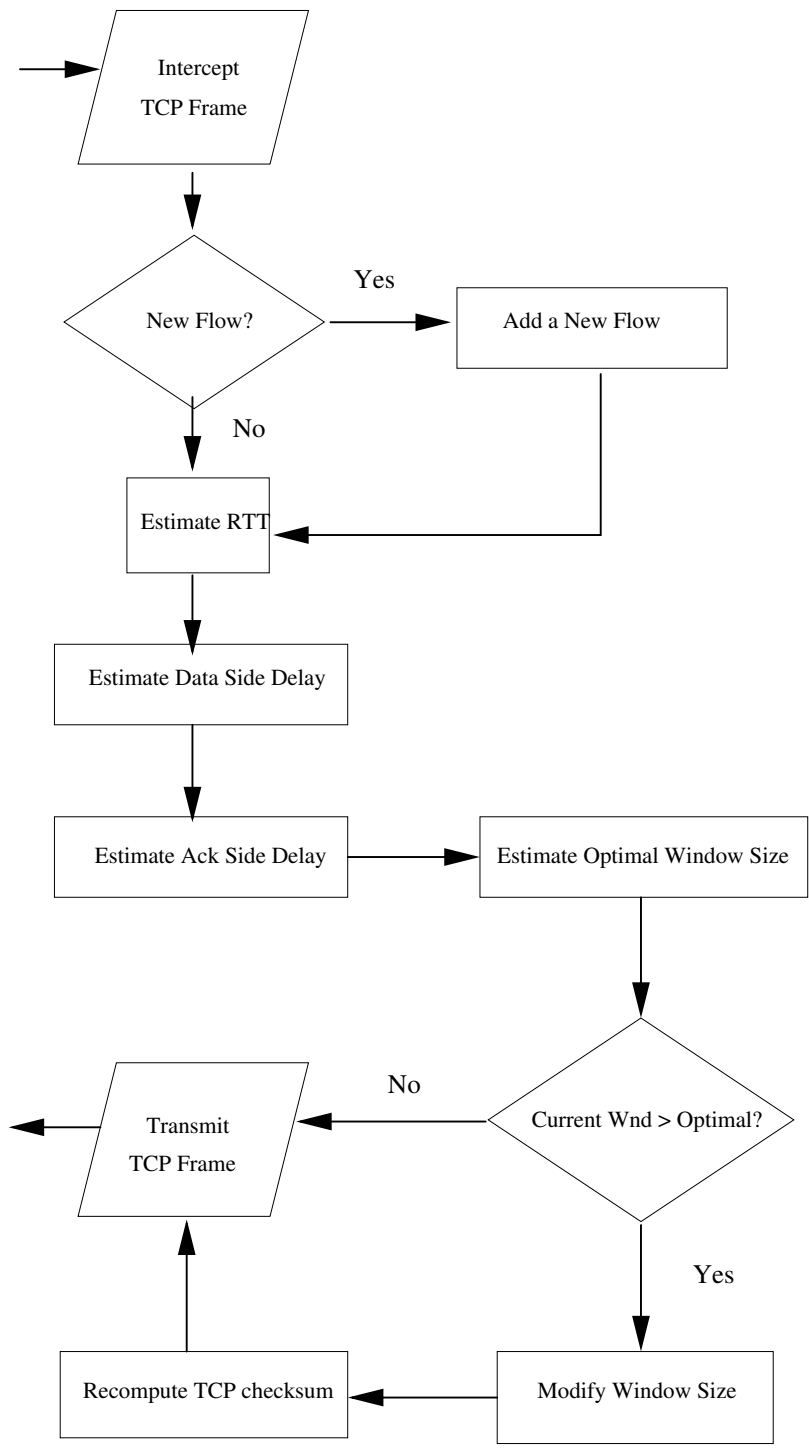 Intercept
TCP Frame
New Flow?
Yes
Add a New Flow
No
Estimate RTT
Estimate Data Side Delay
Estimate Ack Side Delay
Estimate Optimal Window Size
Current Wnd > Optimal?
No
Transmit
TCP Frame
Yes
Modify Window Size
Recompute TCP checksum